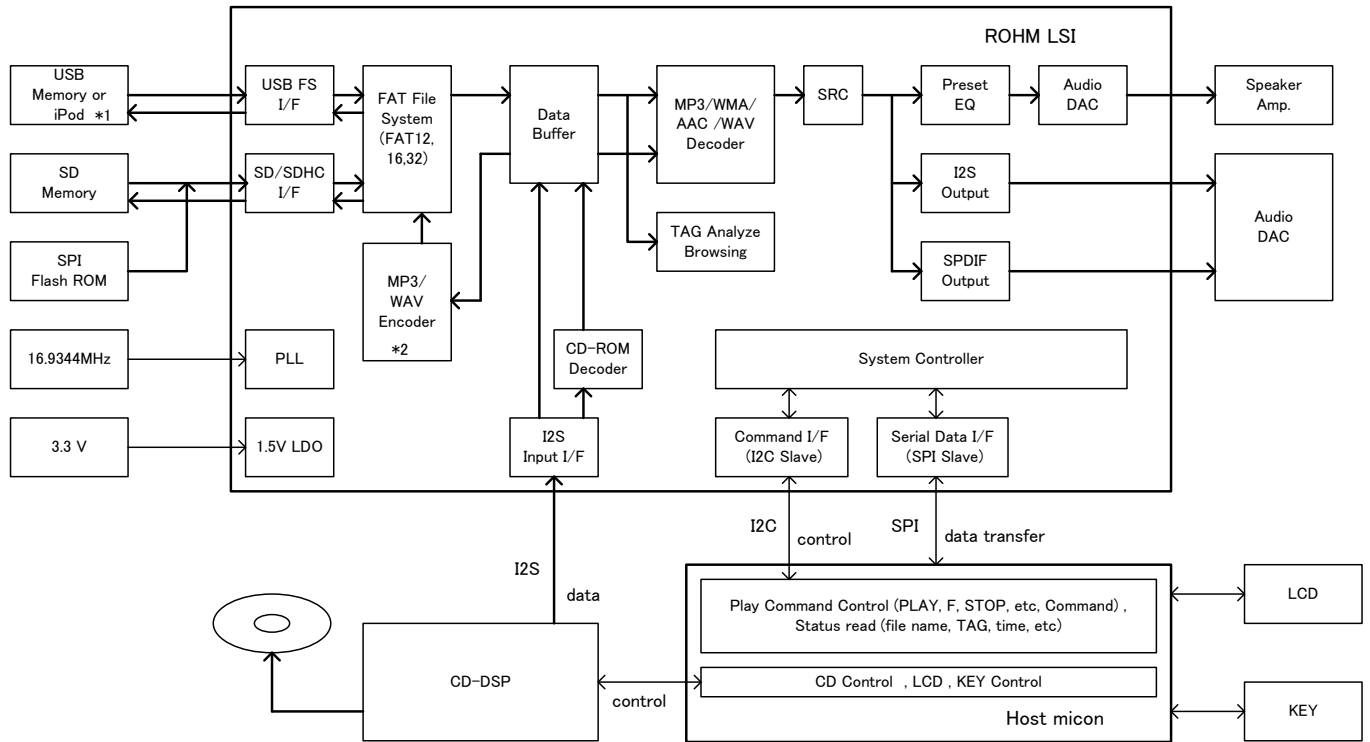 ROHM LSI
USB
Memory or
iPod *1
USB FS
I/F
FAT File
System
(FAT12,
16,32)
Data
Buffer
MP3/WMA/
AAC /WAV
Decoder
SRC
Preset
EQ
Audio
DAC
Speaker
Amp.
SD
Memory
SD/SDHC
I/F
I2S
Output
Audio
DAC
SPI
Flash ROM
MP3/
WAV
Encoder
*2
TAG Analyze
Browsing
SPDIF
Output
16.9344MHz
PLL
CD-ROM
Decoder
System Controller
3.3 V
1.5V LDO
I2S
Input I/F
Command I/F
(I2C Slave)
Serial Data I/F
(SPI Slave)
I2C
control
SPI
data transfer
I2S
data
Play Command Control (PLAY, F, STOP, etc, Command) ,
Status read (file name, TAG, time, etc)
LCD
CD-DSP
control
CD Control , LCD , KEY Control
Host micon
KEY